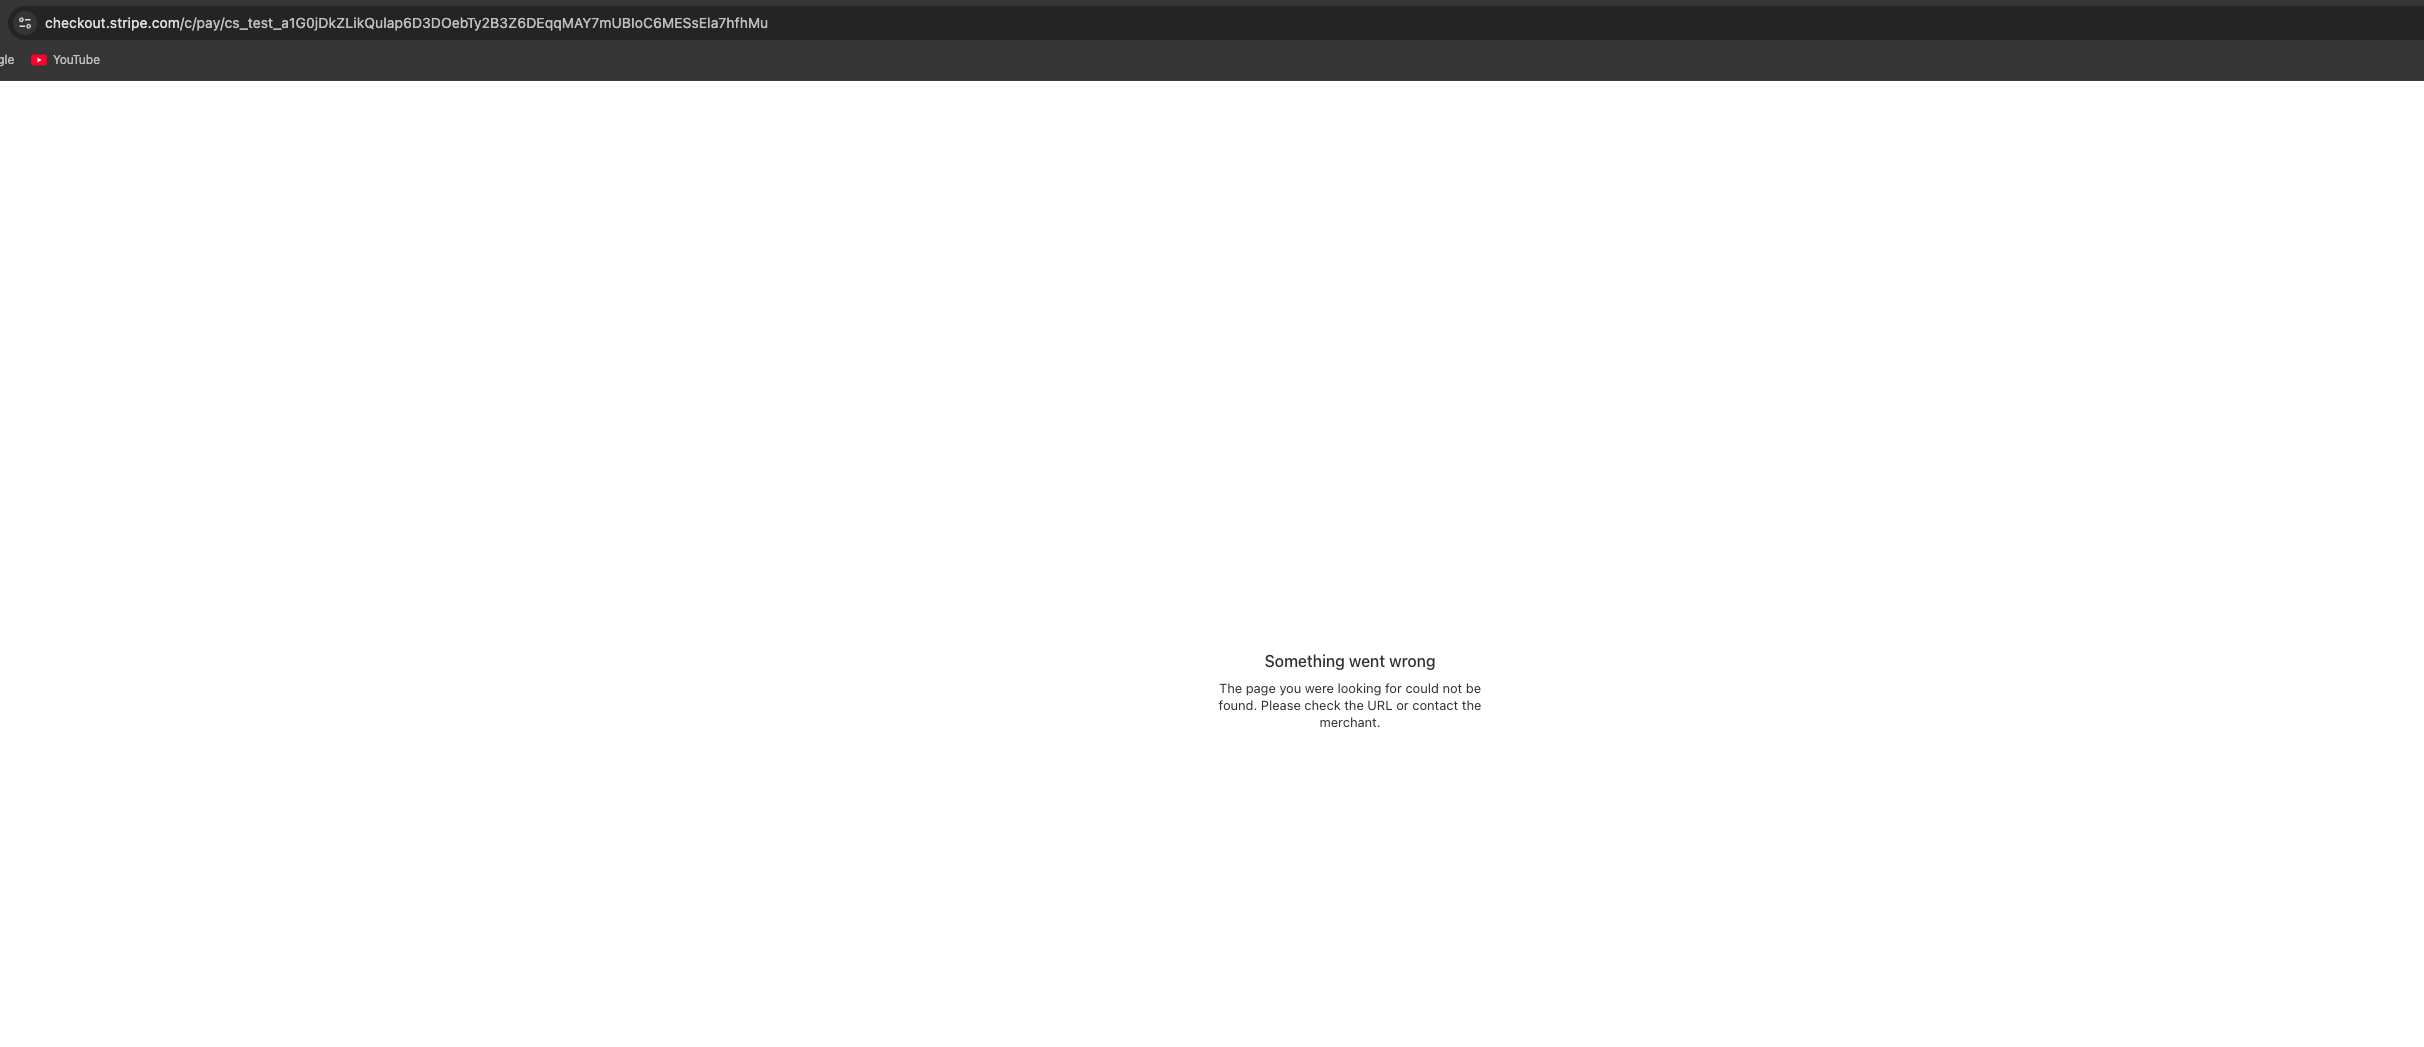 checkout.stripe.com/c/pay/cs_test_a1G0jDkZLikQulap6D3DOebTy2B3Z6DEqqMAY7mUBIoC6MESsEla7hfhMu
gle YouTube
Something went wrong
The page you were looking for could not be
found. Please check the URL or contact the
merchant.